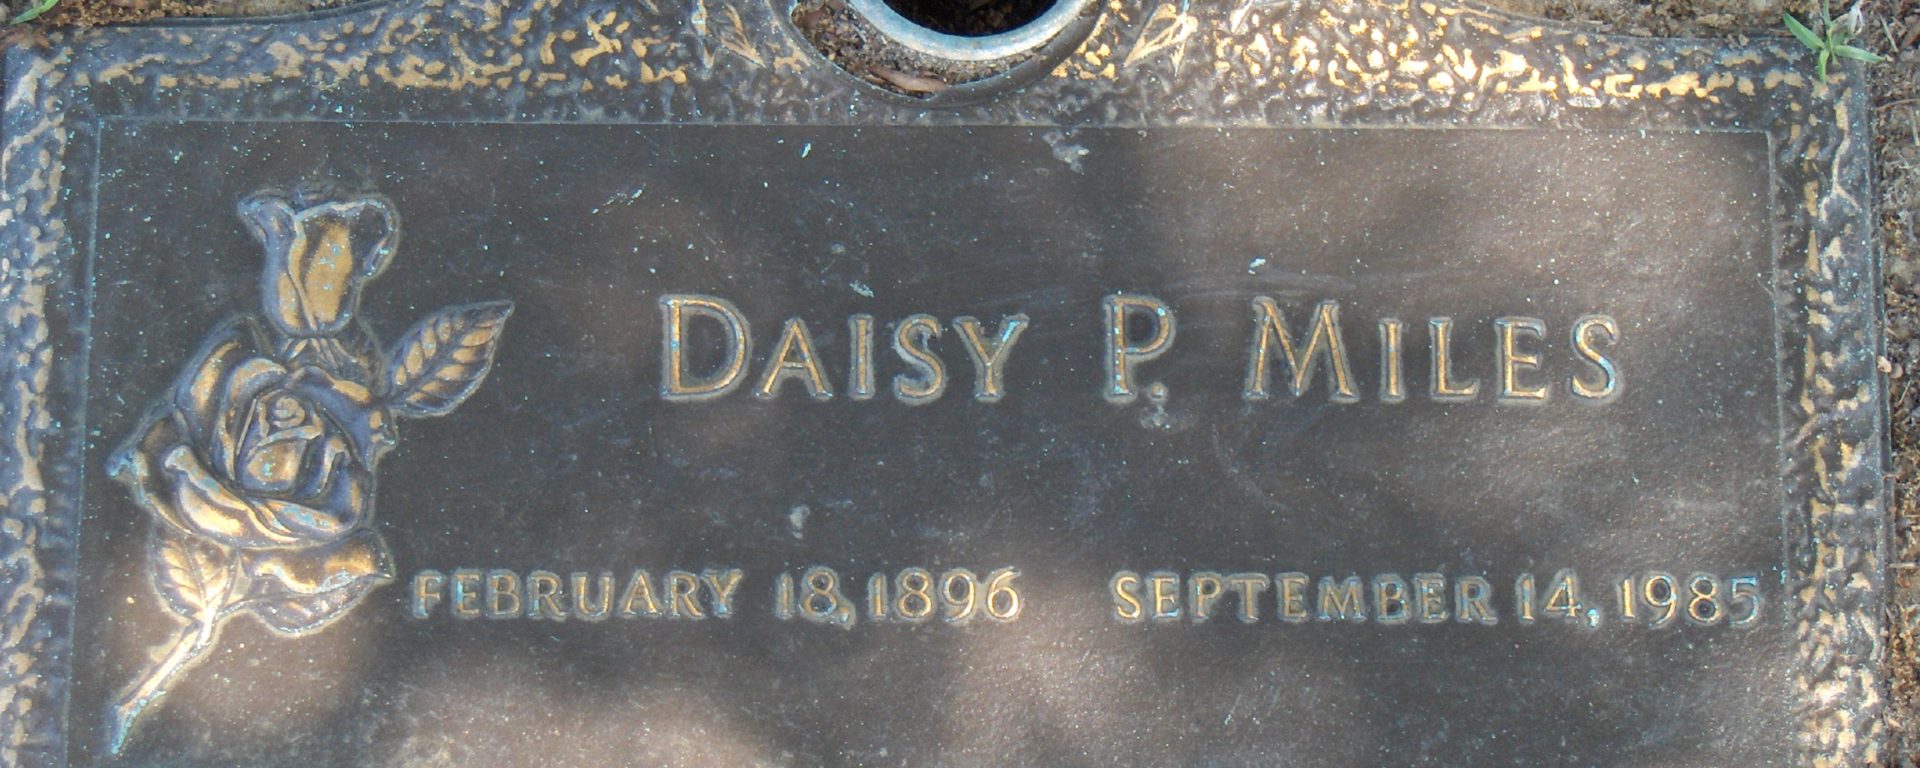 DAISY P. MILES
FEBRUARY 18, 1896 SEPTEMBER 14, 1985